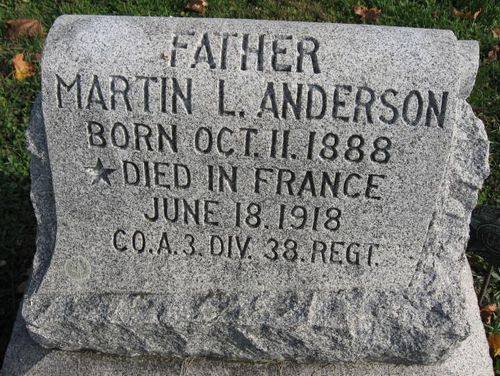 FATHER
MARTIN L. ANDERSON
BORN OCT. 11. 1888
★DIED IN FRANCE
JUNE 18. 1918
CO. A. 3. DIV. 38. REGT.